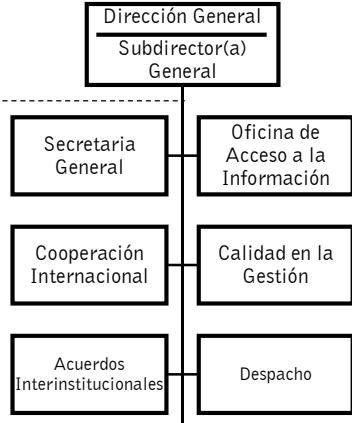 Dirección General
Subdirector(a)
General
Secretaria
General
Oficina de
Acceso a la
Información
Cooperación
Internacional
Calidad en la
Gestión
Acuerdos
Interinstitucionales
Despacho